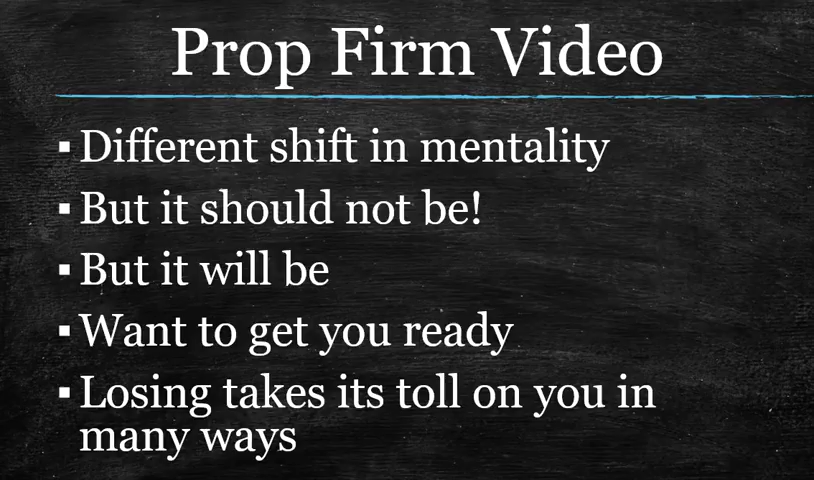 Prop Firm Video
▪ Different shift in mentality
▪ But it should not be!
▪ But it will be
▪ Want to get you ready
▪ Losing takes its toll on you in
many ways